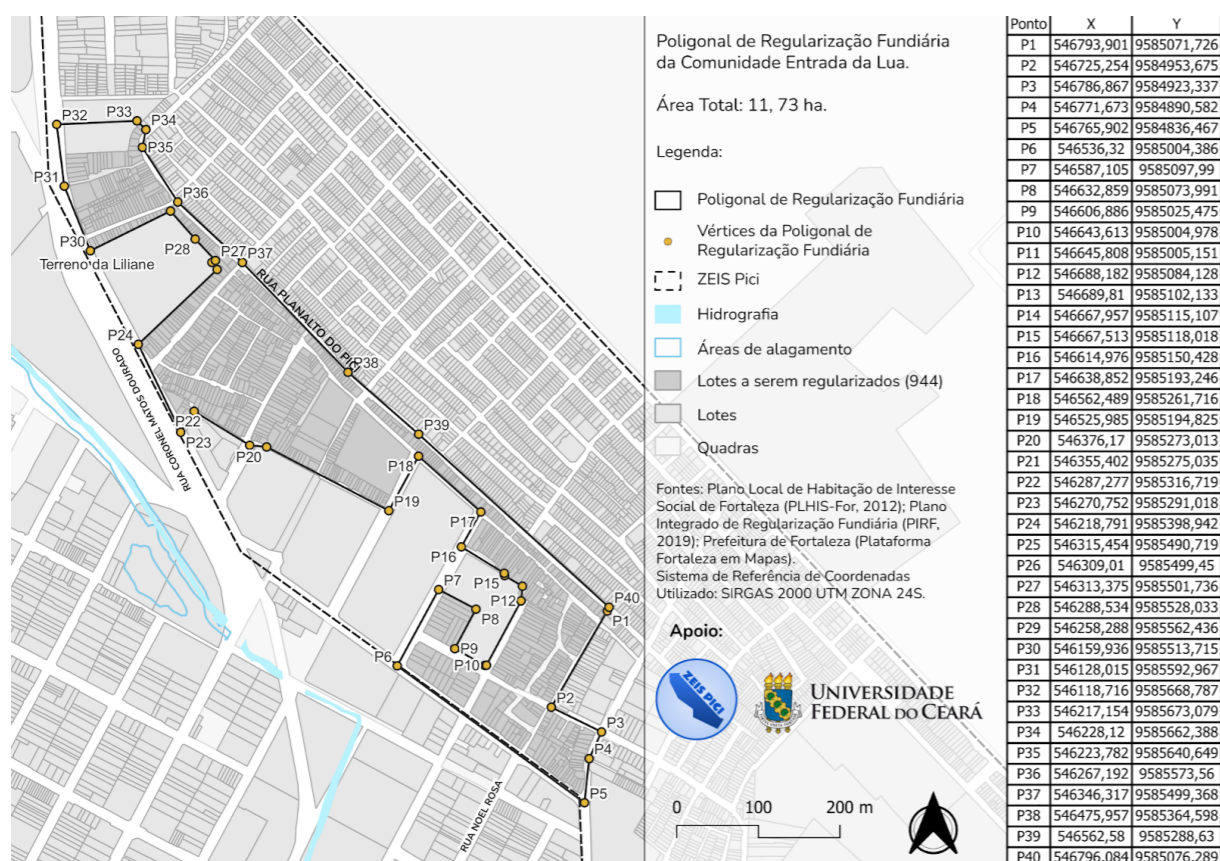 P32
P33
P34
P35
P31
P36
P30
P28
P27
P37
Terreno da Liliane
RUA PLANALTO DO PICI
P24
P38
RUA CORONEL MATOS DOURADO
P22
P23
P39
P20
P18
P19
P17
P16
P15
P7
P12
P8
P40
P1
P9
P6
P10
P2
P3
P4
P5
RUA NOEL ROSA
Poligonal de Regularização Fundiária
da Comunidade Entrada da Lua.
Área Total: 11, 73 ha.
Legenda:
Poligonal de Regularização Fundiária
Vértices da Poligonal de
Regularização Fundiária
ZEIS Pici
Hidrografia
Áreas de alagamento
Lotes a serem regularizados (944)
Lotes
Quadras
Fontes: Plano Local de Habitação de Interesse
Social de Fortaleza (PLHIS-For, 2012); Plano
Integrado de Regularização Fundiária (PIRF,
2019); Prefeitura de Fortaleza (Plataforma
Fortaleza em Mapas).
Sistema de Referência de Coordenadas
Utilizado: SIRGAS 2000 UTM ZONA 24S.
Apoio:
ZEIS PICI
UNIVERSIDADE
FEDERAL DO CEARÁ
0 100 200 m
Ponto X Y
P1 546793,901 9585071,726
P2 546725,254 9584953,675
P3 546786,867 9584923,337
P4 546771,673 9584890,582
P5 546765,902 9584836,467
P6 546536,32 9585004,386
P7 546587,105 9585097,99
P8 546632,859 9585073,991
P9 546606,886 9585025,475
P10 546643,613 9585004,978
P11 546645,808 9585005,151
P12 546688,182 9585084,128
P13 546689,81 9585102,133
P14 546667,957 9585115,107
P15 546667,513 9585118,018
P16 546614,976 9585150,428
P17 546638,852 9585193,246
P18 546562,489 9585261,716
P19 546525,985 9585194,825
P20 546376,17 9585273,013
P21 546355,402 9585275,035
P22 546287,277 9585316,719
P23 546270,752 9585291,018
P24 546218,791 9585398,942
P25 546315,454 9585490,719
P26 546309,01 9585499,45
P27 546313,375 9585501,736
P28 546288,534 9585528,033
P29 546258,288 9585562,436
P30 546159,936 9585513,715
P31 546128,015 9585592,967
P32 546118,716 9585668,787
P33 546217,154 9585673,079
P34 546228,12 9585662,388
P35 546223,782 9585640,649
P36 546267,192 9585573,56
P37 546346,317 9585499,368
P38 546475,957 9585364,598
P39 546562,58 9585288,63
P40 546796,084 9585076,289